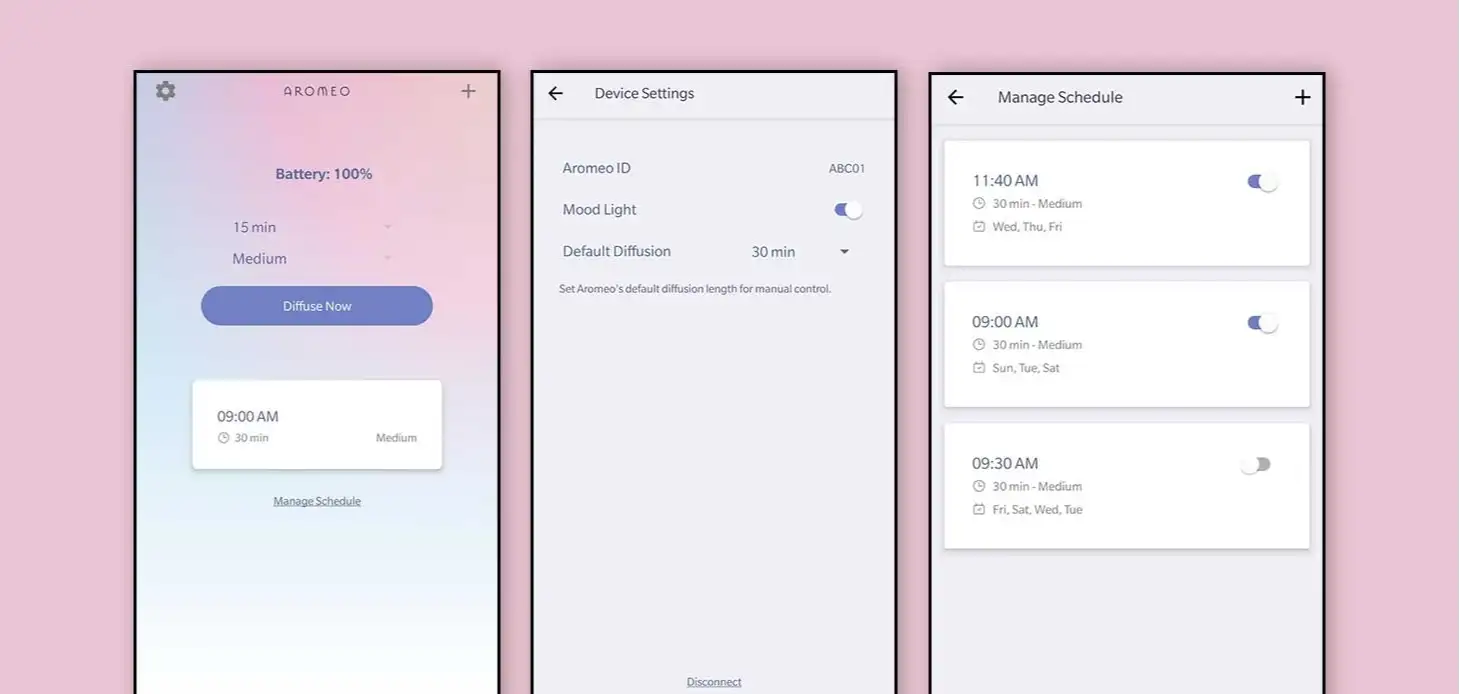 AROMEO
Battery: 100%
15 min
Medium
Diffuse Now
09:00 AM
30 min Medium
Manage Schedule
Device Settings
Aromeo ID ABC01
Mood Light
Default Diffusion 30 min
Set Aromeo's default diffusion length for manual control.
Disconnect
Manage Schedule
11:40 AM
30 min - Medium
Wed, Thu, Fri
09:00 AM
30 min - Medium
Sun, Tue, Sat
09:30 AM
30 min - Medium
Fri, Sat, Wed, Tue